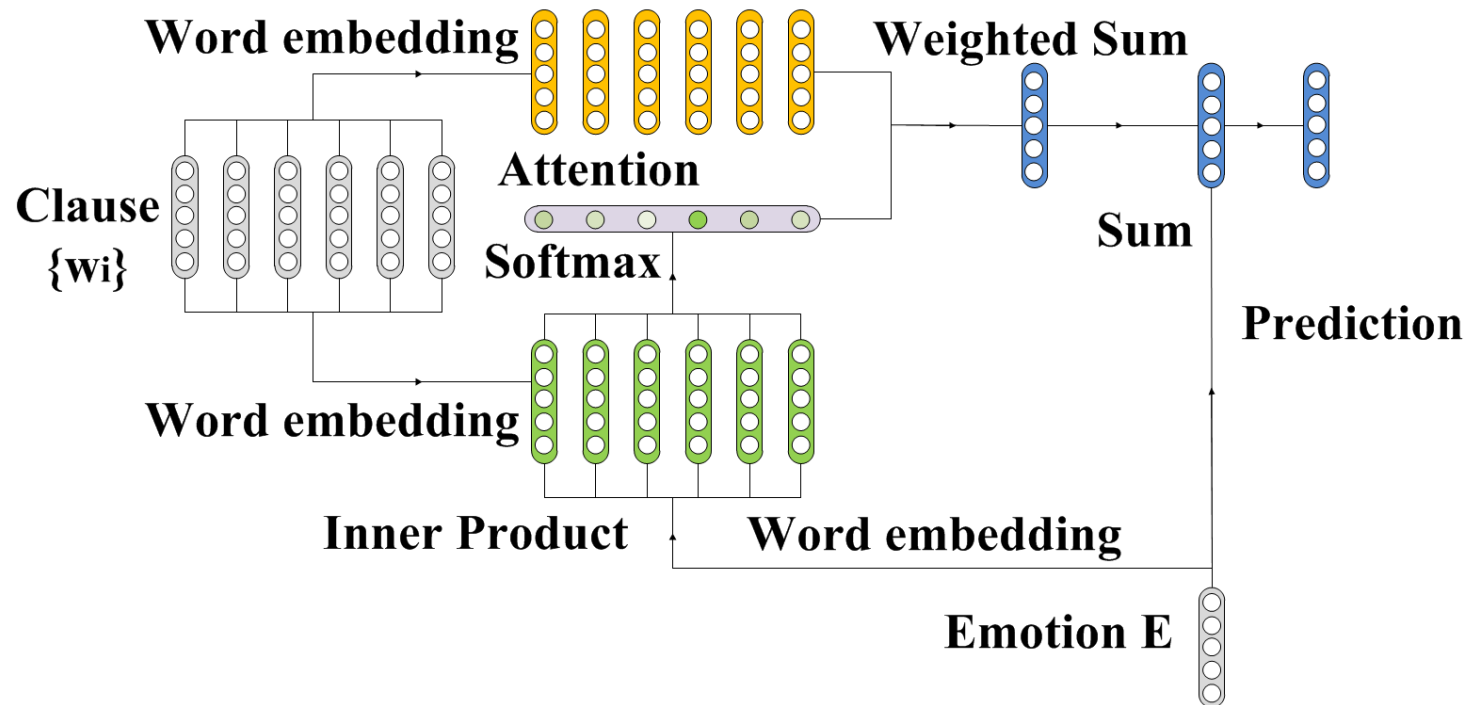 Word embedding
Weighted Sum
Attention
Clause
{wi}
Sum
Softmax
Prediction
Word embedding
Inner Product
Word embedding
Emotion E